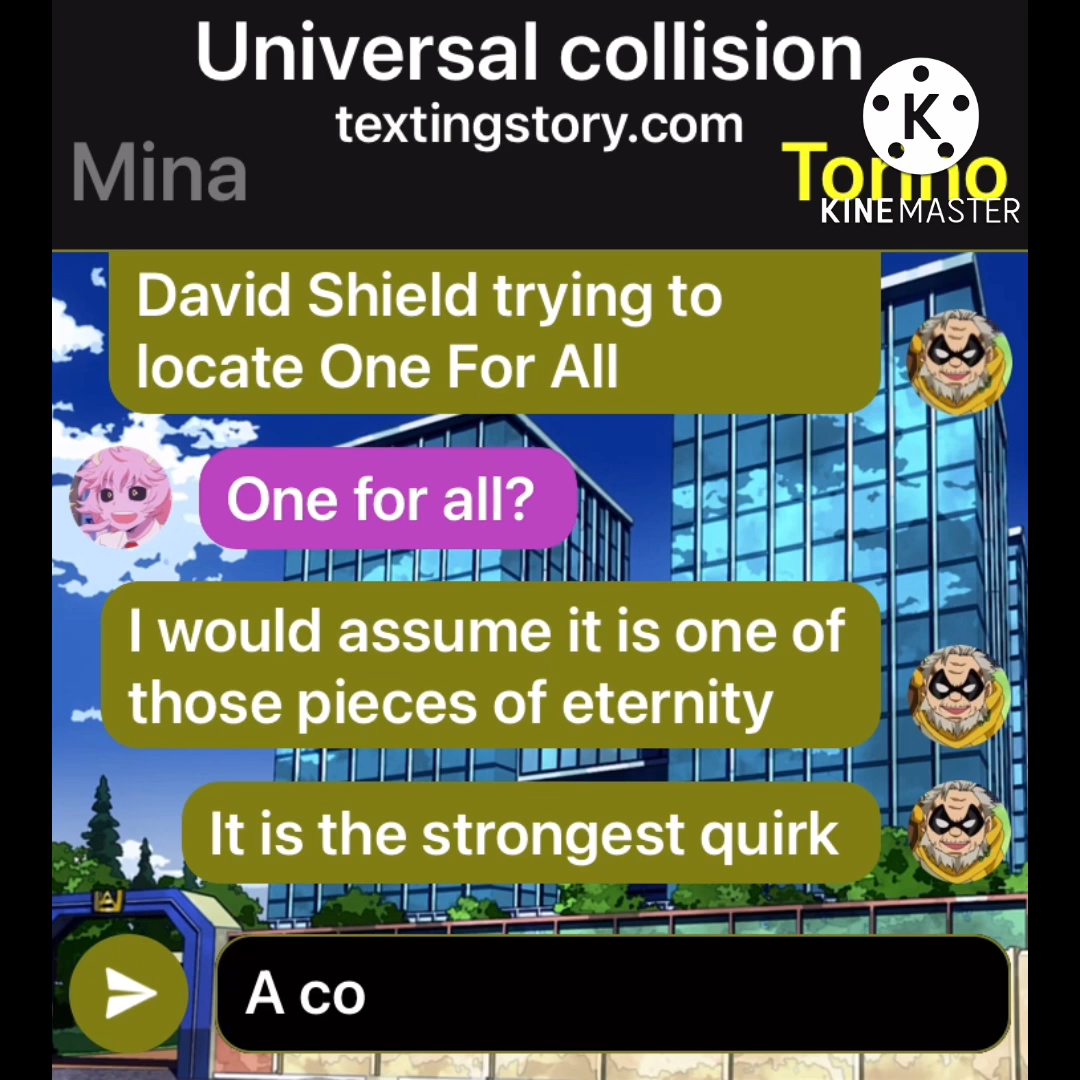 Universal collision
textingstory.com
K
Mina
Torino
KINEMASTER
David Shield trying to
locate One For All
One for all?
I would assume it is one of
those pieces of eternity
It is the strongest quirk
A co